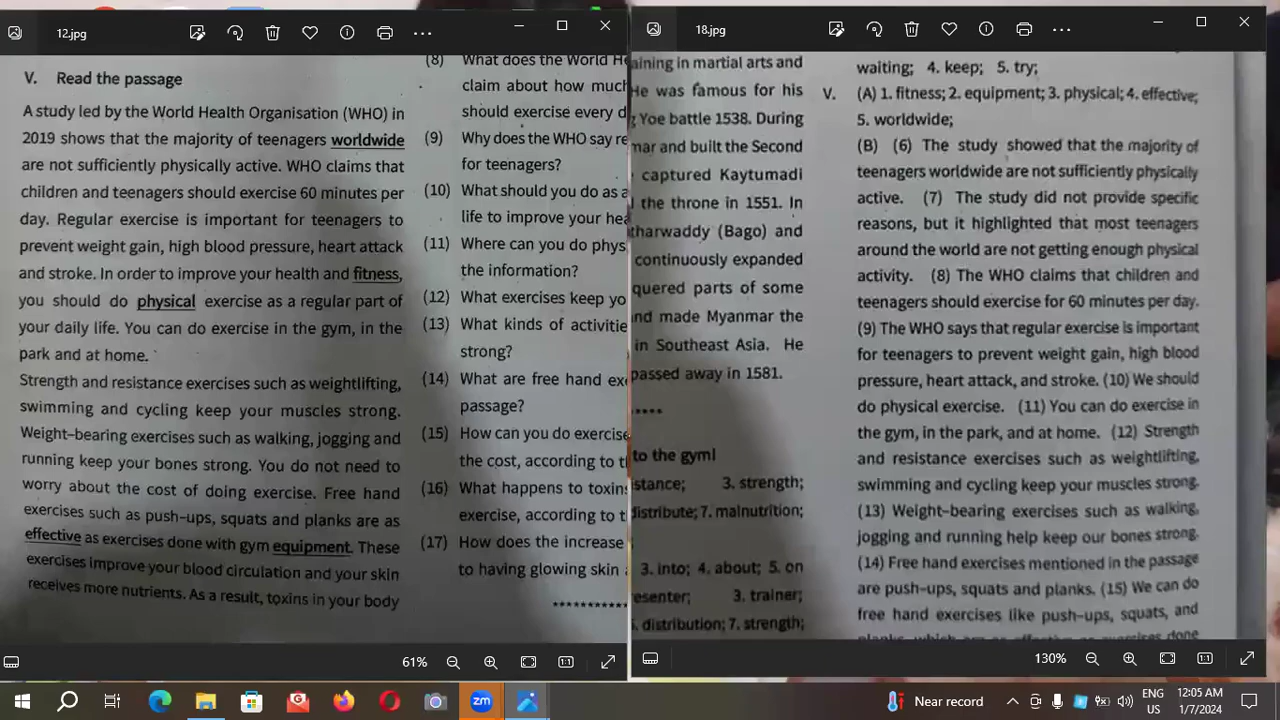 12.jpg
V. Read the passage
A study led by the World Health Organisation (WHO) in
2019 shows that the majority of teenagers worldwide
are not sufficiently physically active. WHO claims that
children and teenagers should exercise 60 minutes per
day. Regular exercise is important for teenagers to
prevent weight gain, high blood pressure, heart attack
and stroke. In order to improve your health and fitness,
you should do physical exercise as a regular part of
your daily life. You can do exercise in the gym, in the
park and at home.
Strength and resistance exercises such as weightlifting,
swimming and cycling keep your muscles strong.
Weight-bearing exercises such as walking, jogging and
running keep your bones strong. You do not need to
worry about the cost of doing exercise. Free hand
exercises such as push-ups, squats and planks are as
effective as exercises done with gym equipment. These
exercises improve your blood circulation and your skin
receives more nutrients. As a result, toxins in your body
(8) What does the World He
claim about how much
should exercise every d
(9) Why does the WHO say re
for teenagers?
(10) What should you do as a
life to improve your hea
(11) Where can you do phys
the information?
(12) What exercises keep yo
(13) What kinds of activitie
strong?
(14) What are free hand exe
passage?
(15) How can you do exercise
the cost, according to th
(16) What happens to toxins
exercise, according to t
(17) How does the increase
to having glowing skin
***********
61%
18.jpg
aining in martial arts and
He was famous for his
Yoe battle 1538. During
mar and built the Second
captured Kaytumadi
the throne in 1551. In
tharwaddy (Bago) and
continuously expanded
quered parts of some
nd made Myanmar the
in Southeast Asia. He
passed away in 1581.
*****
to the gym!
stance; 3. strength;
distribute; 7. malnutrition;
3. into; 4. about; 5. on
esenter; 3. trainer;
. distribution; 7. strength;
waiting; 4. keep; 5. try;
V. (A) 1. fitness; 2. equipment; 3. physical; 4. effective;
5. worldwide;
(B) (6) The study showed that the majority of
teenagers worldwide are not sufficiently physically
active. (7) The study did not provide specific
reasons, but it highlighted that most teenagers
around the world are not getting enough physical
activity. (8) The WHO claims that children and
teenagers should exercise for 60 minutes per day.
(9) The WHO says that regular exercise is important
for teenagers to prevent weight gain, high blood
pressure, heart attack, and stroke. (10) We should
do physical exercise. (11) You can do exercise in
the gym, in the park, and at home. (12) Strength
and resistance exercises such as weightlifting,
swimming and cycling keep your muscles strong.
(13) Weight-bearing exercises such as walking,
jogging and running help keep our bones strong.
(14) Free hand exercises mentioned in the passage
are push-ups, squats and planks. (15) We can do
free hand exercises like push-ups, squats, and
planks, which are as effective as exercises done
130%
zm
Near record
ENG
US
12:05 AM
1/7/2024